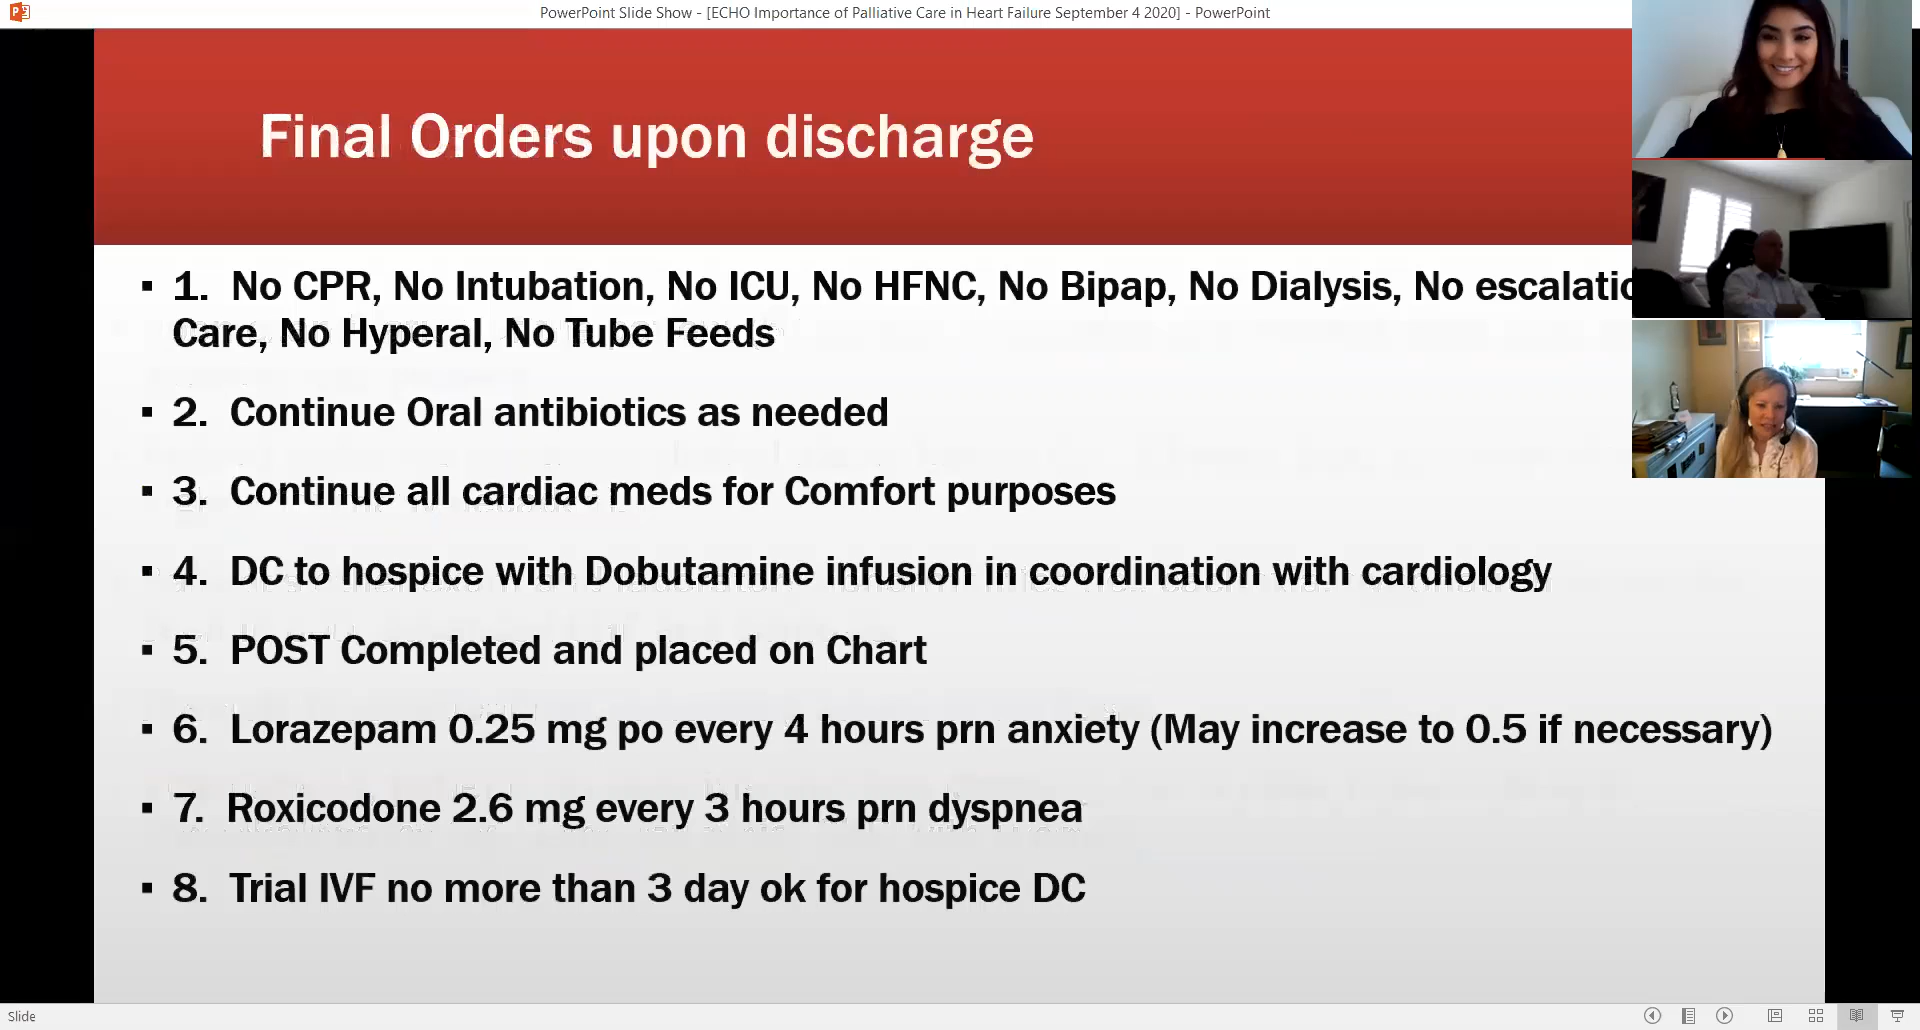 PowerPoint Slide Show - [ECHO Importance of Palliative Care in Heart Failure September 4 2020] - PowerPoint
Final Orders upon discharge
▪ 1. No CPR, No Intubation, No ICU, No HFNC, No Bipap, No Dialysis, No
Care, No Hyperal, No Tube Feeds
▪ 2. Continue Oral antibiotics as needed
▪ 3. Continue all cardiac meds for Comfort purposes
▪ 4. DC to hospice with Dobutamine infusion in coordination with cardiology
▪ 5. POST Completed and placed on Chart
▪ 6. Lorazepam 0.25 mg po every 4 hours prn anxiety (May increase to 0.5 if necessary)
▪ 7. Roxicodone 2.6 mg every 3 hours prn dyspnea
▪ 8. Trial IVF no more than 3 day ok for hospice DC
Slide